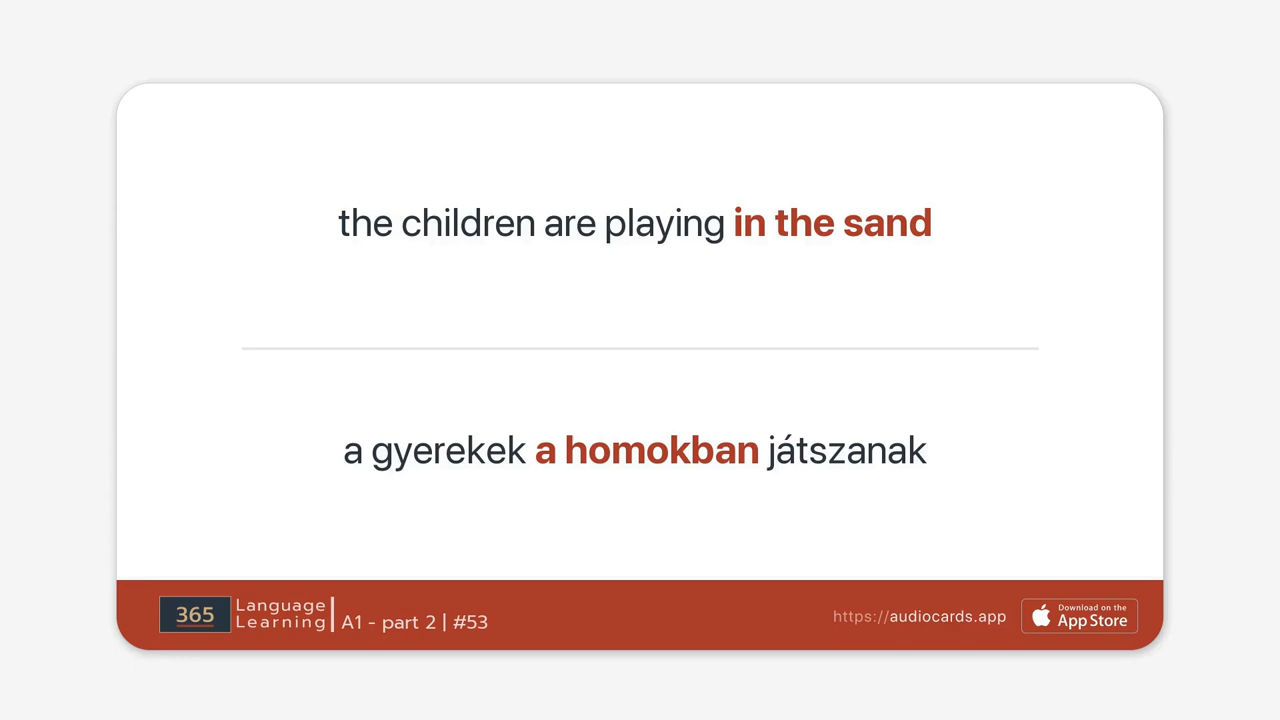 the children are playing in the sand
a gyerekek a homokban játszanak
365
Language
Learning
A1 - part 2 | #53
https://audiocards.app
Download on the
App Store